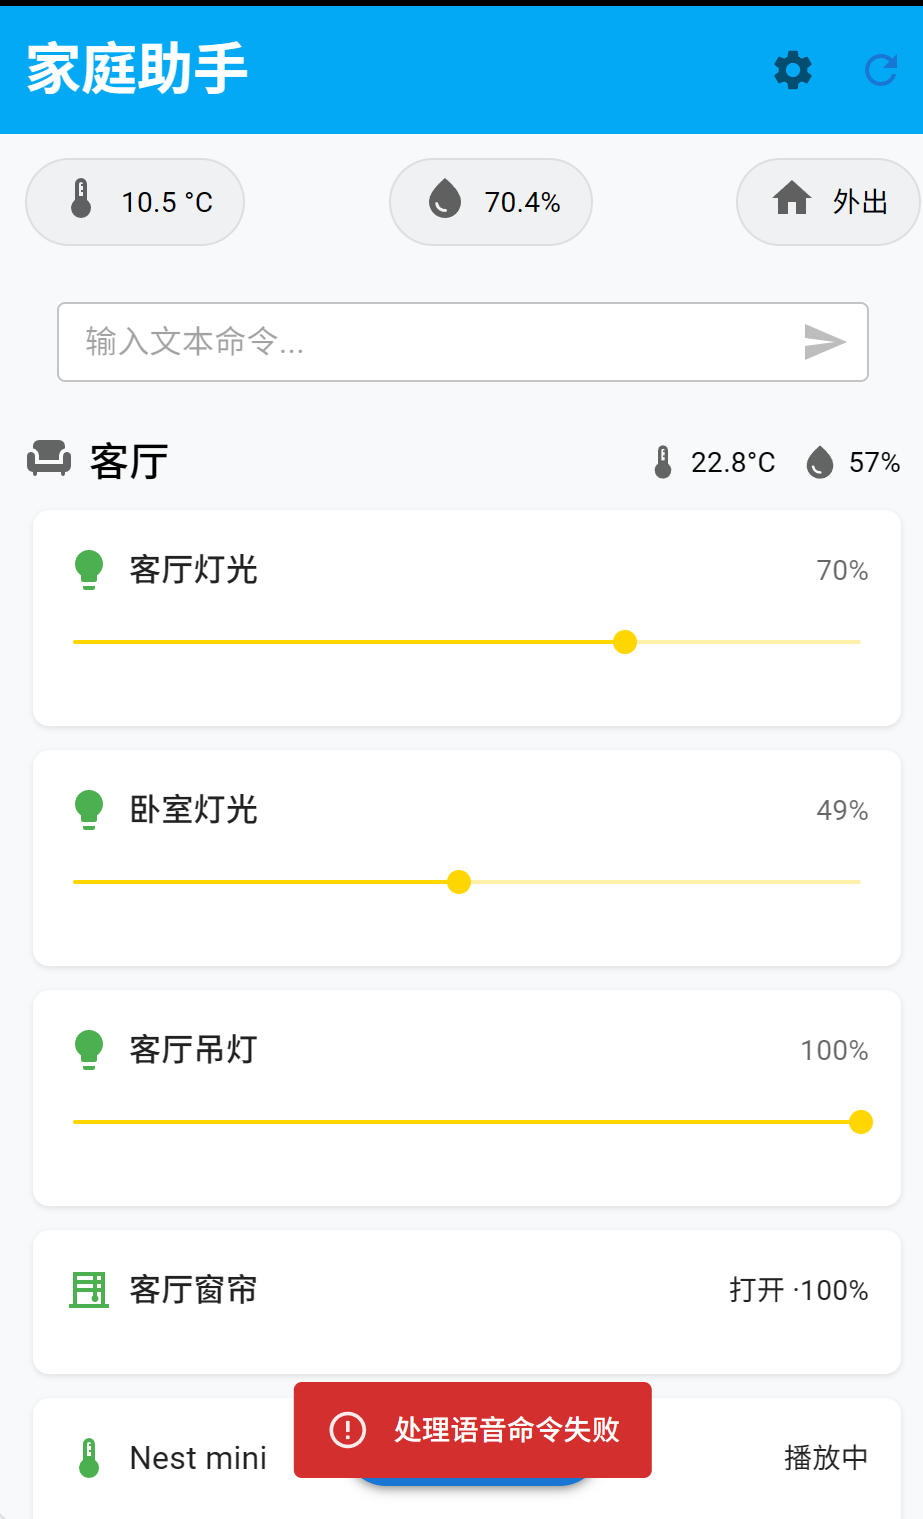 家庭助手
10.5 °C
70.4%
外出
输入文本命令...
客厅
22.8°C
57%
客厅灯光
70%
卧室灯光
49%
客厅吊灯
100%
客厅窗帘
打开 ·100%
处理语音命令失败
Nest mini
播放中